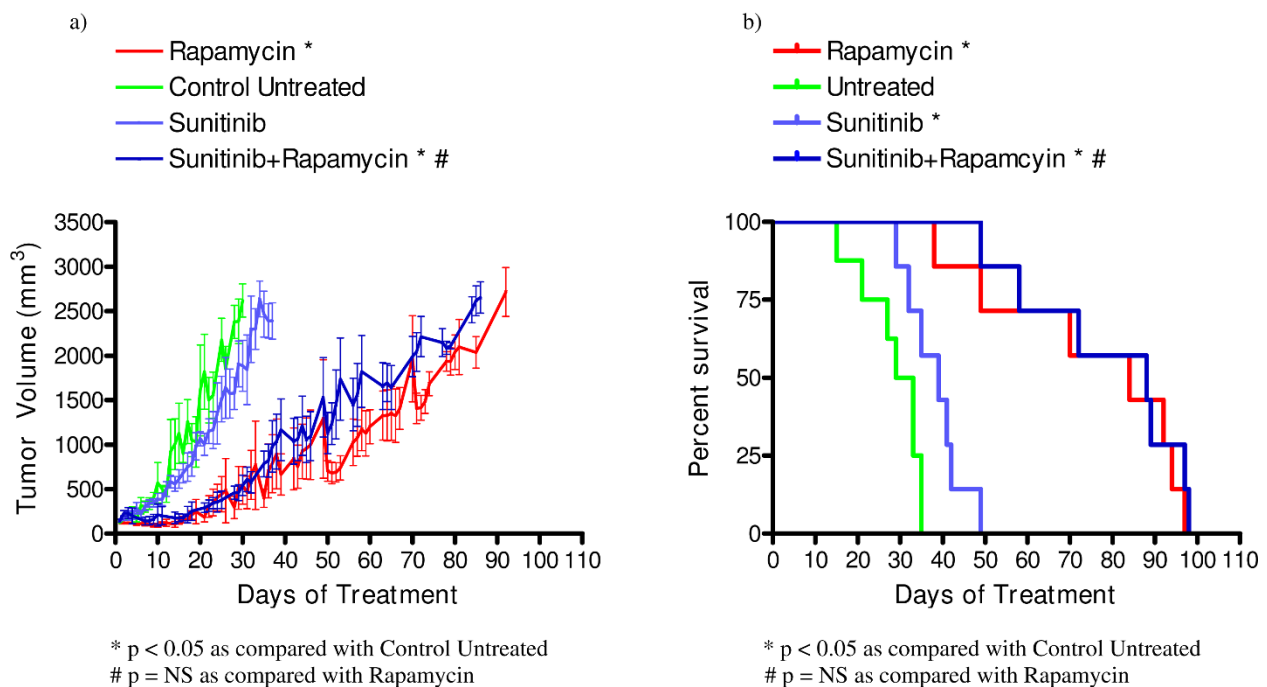 a)
Rapamycin *
Control Untreated
Sunitinib
Sunitinib+Rapamycin * #
3500
3000
2500
2000
1500
1000
500
0
Tumor Volume (mm³)
0 10 20 30 40 50 60 70 80 90 100 110
Days of Treatment
* p < 0.05 as compared with Control Untreated
# p = NS as compared with Rapamycin
b)
Rapamycin *
Untreated
Sunitinib *
Sunitinib+Rapamcyin * #
100
75
50
25
0
Percent survival
0 10 20 30 40 50 60 70 80 90 100 110
Days of Treatment
* p < 0.05 as compared with Control Untreated
# p = NS as compared with Rapamycin